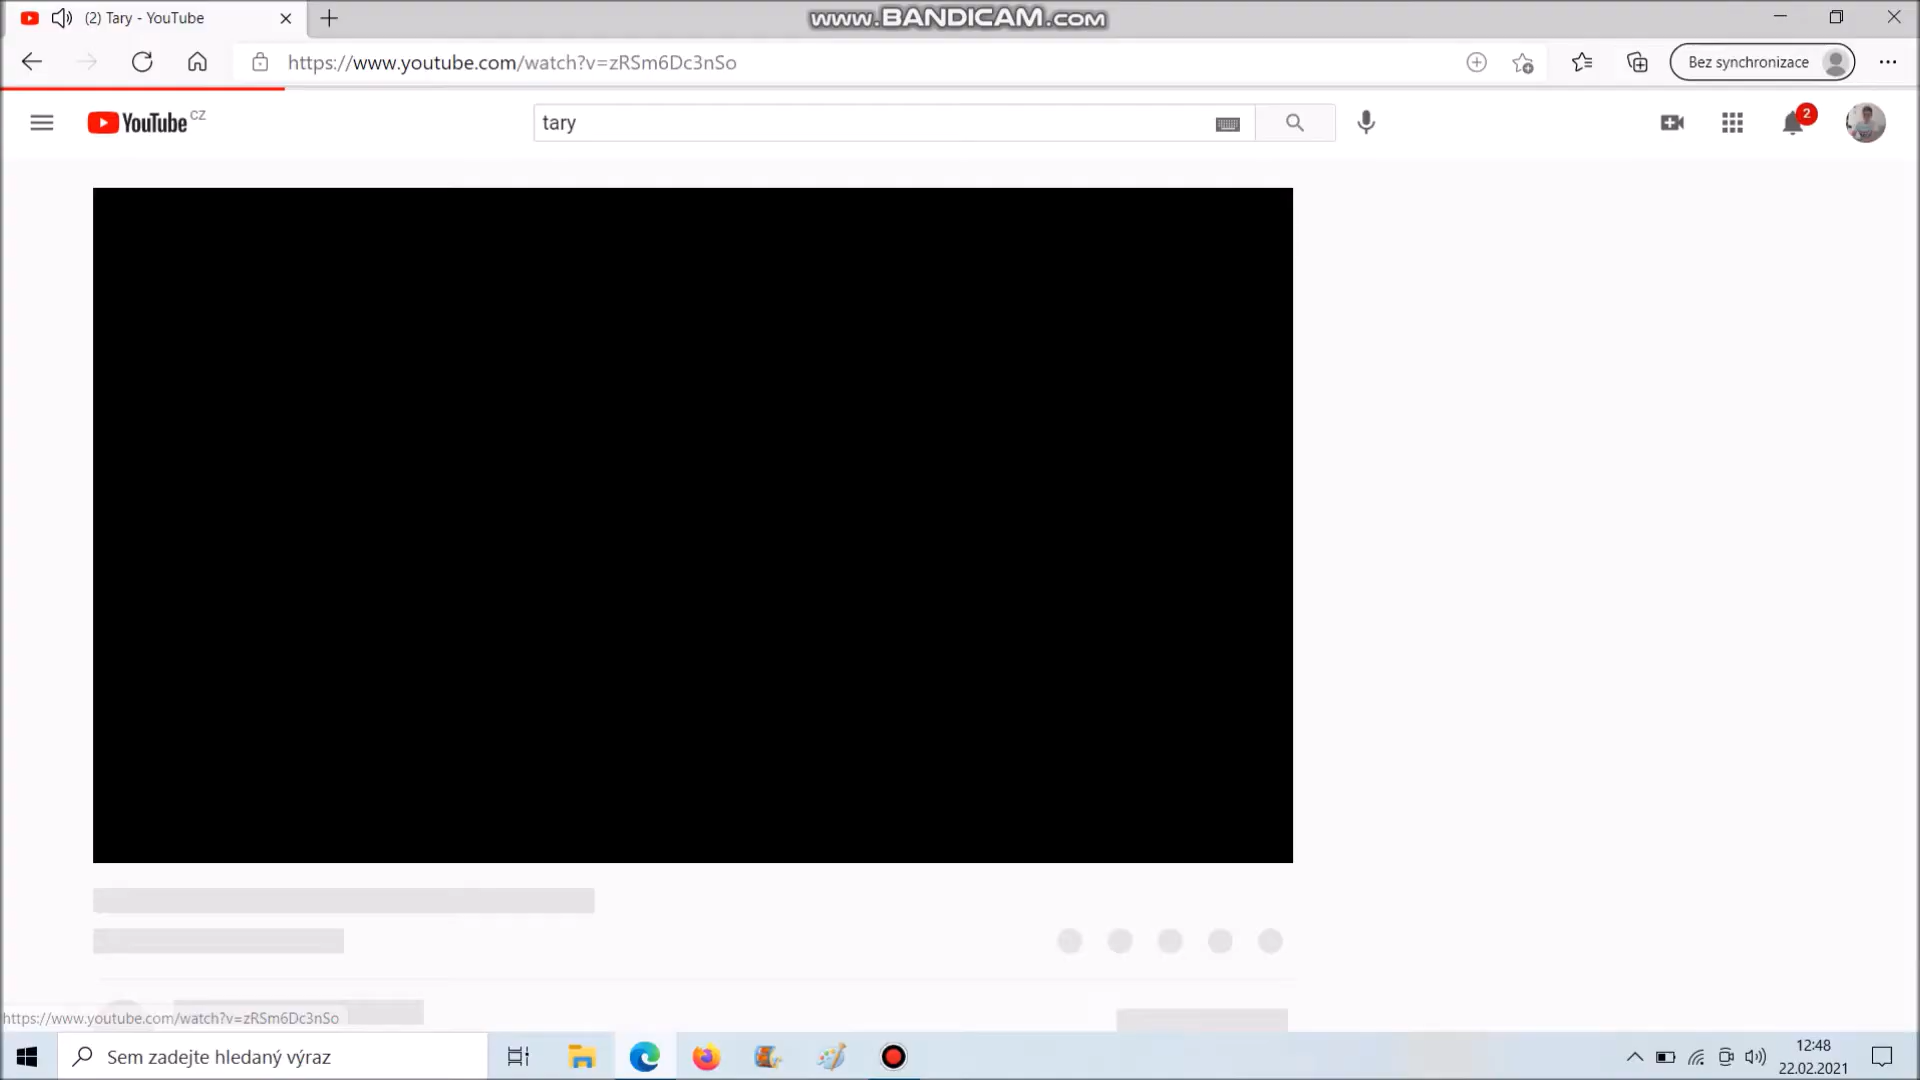 (2) Tary - YouTube
www.BANDICAM.com
https://www.youtube.com/watch?v=zRSm6Dc3nSo
Bez synchronizace
YouTube CZ
tary
2
https://www.youtube.com/watch?v=zRSm6Dc3nSo
Sem zadejte hledaný výraz
12:48
22.02.2021